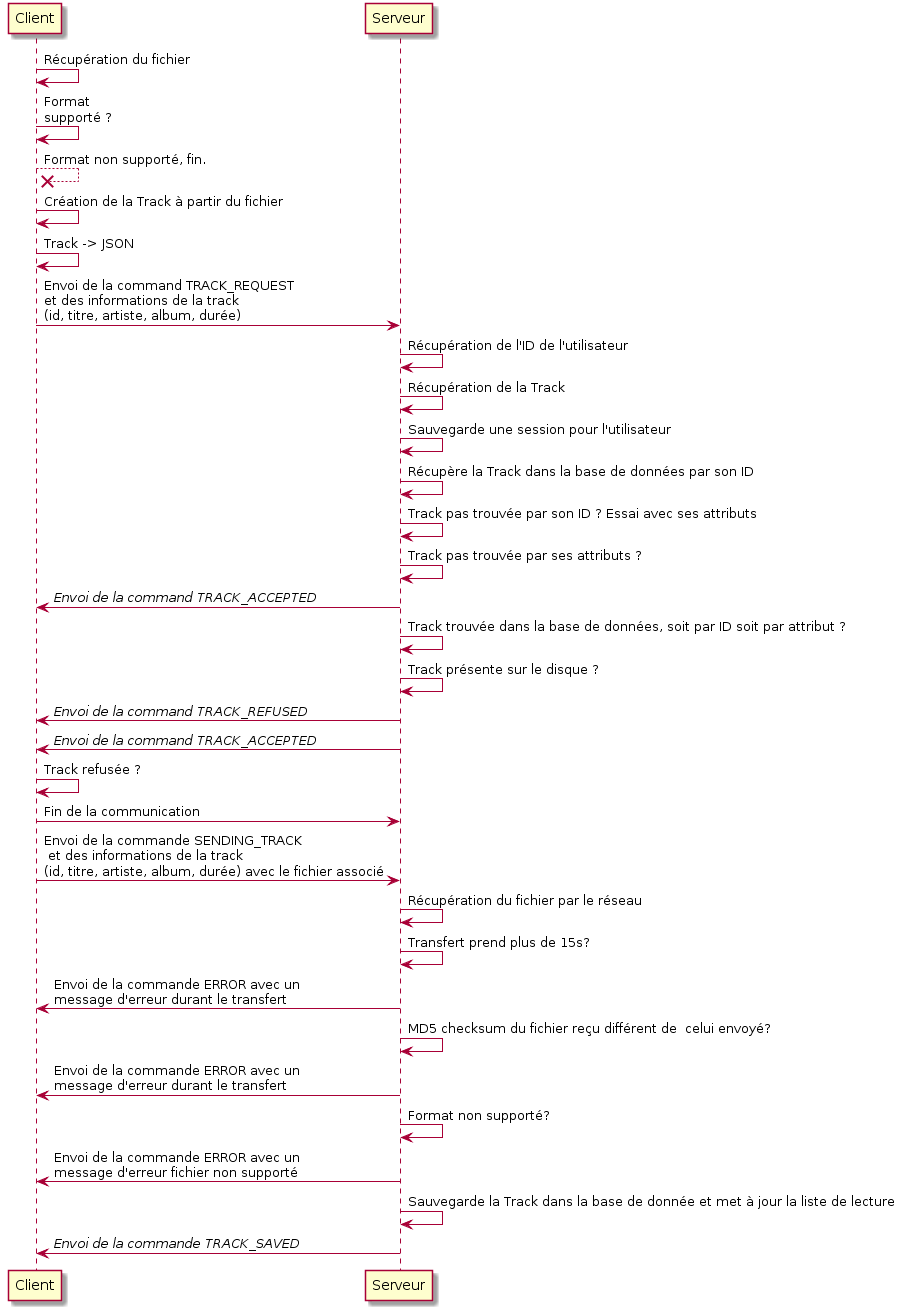 Client
Serveur
Récupération du fichier
Format
supporté ?
Format non supporté, fin.
Création de la Track à partir du fichier
Track -> JSON
Envoi de la command TRACK_REQUEST
et des informations de la track
(id, titre, artiste, album, durée)
Récupération de l'ID de l'utilisateur
Récupération de la Track
Sauvegarde une session pour l'utilisateur
Récupère la Track dans la base de données par son ID
Track pas trouvée par son ID ? Essai avec ses attributs
Track pas trouvée par ses attributs ?
Envoi de la command TRACK_ACCEPTED
Track trouvée dans la base de données, soit par ID soit par attribut ?
Track présente sur le disque ?
Envoi de la command TRACK_REFUSED
Envoi de la command TRACK_ACCEPTED
Track refusée ?
Fin de la communication
Envoi de la commande SENDING_TRACK
et des informations de la track
(id, titre, artiste, album, durée) avec le fichier associé
Récupération du fichier par le réseau
Transfert prend plus de 15s?
Envoi de la commande ERROR avec un
message d'erreur durant le transfert
MD5 checksum du fichier reçu différent de  celui envoyé?
Envoi de la commande ERROR avec un
message d'erreur durant le transfert
Format non supporté?
Envoi de la commande ERROR avec un
message d'erreur fichier non supporté
Sauvegarde la Track dans la base de donnée et met à jour la liste de lecture
Envoi de la commande TRACK_SAVED
Client
Serveur